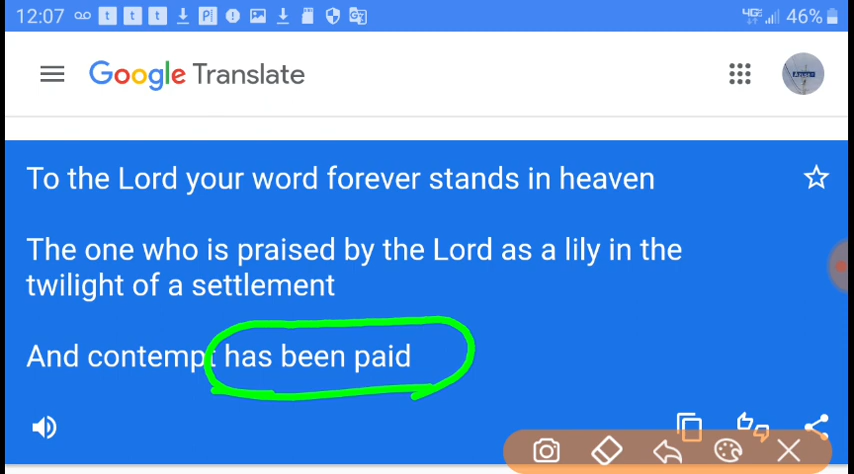 12:07
46%
Google Translate
To the Lord your word forever stands in heaven
The one who is praised by the Lord as a lily in the
twilight of a settlement
And contempt has been paid